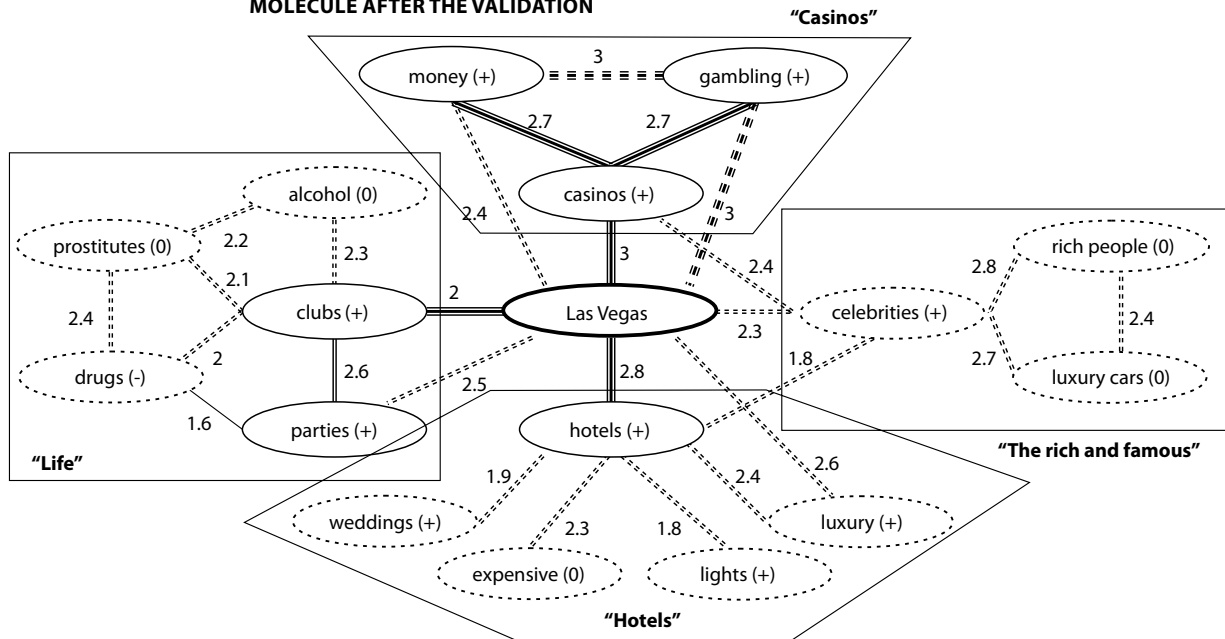 MOLECULE AFTER THE VALIDATION
“Casinos”
3
money (+)
gambling (+)
2.7
2.7
alcohol (0)
casinos (+)
2.4
3
prostitutes (0)
2.2
2.3
rich people (0)
2.1
3
2.4
2.8
2
clubs (+)
Las Vegas
celebrities (+)
2.4
2.3
2.4
2
1.8
2.7
drugs (-)
2.6
2.5
2.8
luxury cars (0)
1.6
parties (+)
hotels (+)
“Life”
“The rich and famous”
1.9
2.4
2.6
weddings (+)
luxury (+)
2.3
1.8
expensive (0)
lights (+)
“Hotels”